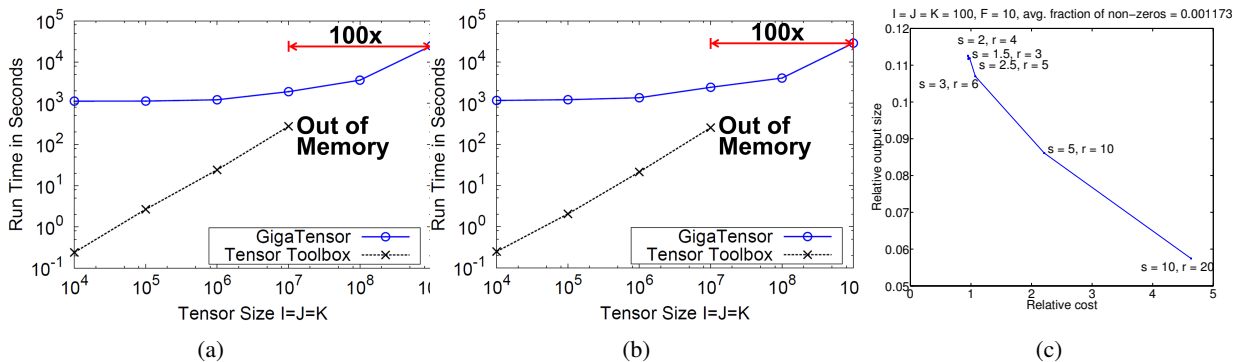 10^5
10^4
10^3
10^2
10^1
10^0
10^-1
Run Time in Seconds
100x
Out of
Memory
GigaTensor
Tensor Toolbox
10^4 10^5 10^6 10^7 10^8
Tensor Size I=J=K
(a)
10^5
10^4
10^3
10^2
10^1
10^0
10^-1
Run Time in Seconds
100x
Out of
Memory
GigaTensor
Tensor Toolbox
10^4 10^5 10^6 10^7 10^8
Tensor Size I=J=K
(b)
I = J = K = 100, F = 10, avg. fraction of non-zeros = 0.001173
0.12
0.11
0.1
0.09
0.08
0.07
0.06
0.05
Relative output size
s = 2, r = 4
s = 1.5, r = 3
s = 2.5, r = 5
s = 3, r = 6
s = 5, r = 10
s = 10, r = 20
0 1 2 3 4 5
Relative cost
(c)